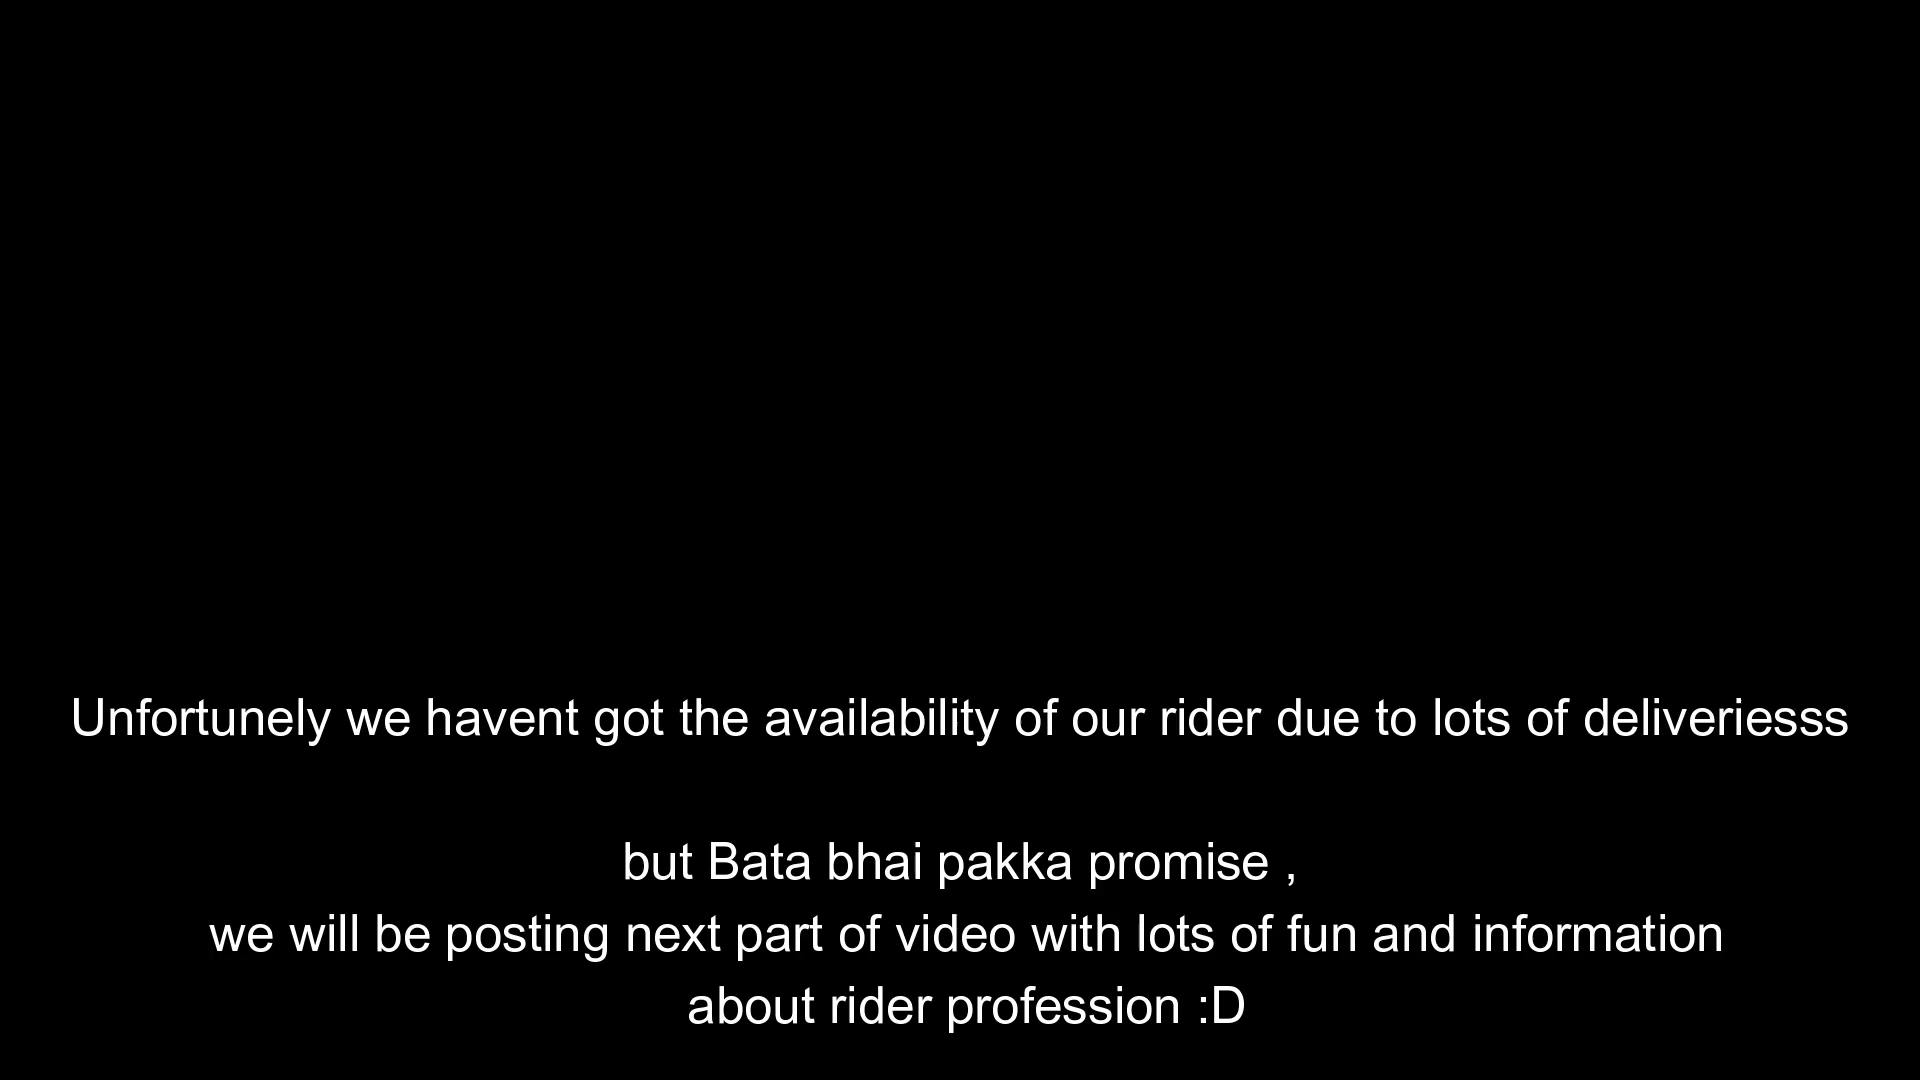 Unfortunely we havent got the availability of our rider due to lots of deliveriesss
but Bata bhai pakka promise ,
we will be posting next part of video with lots of fun and information
about rider profession :D